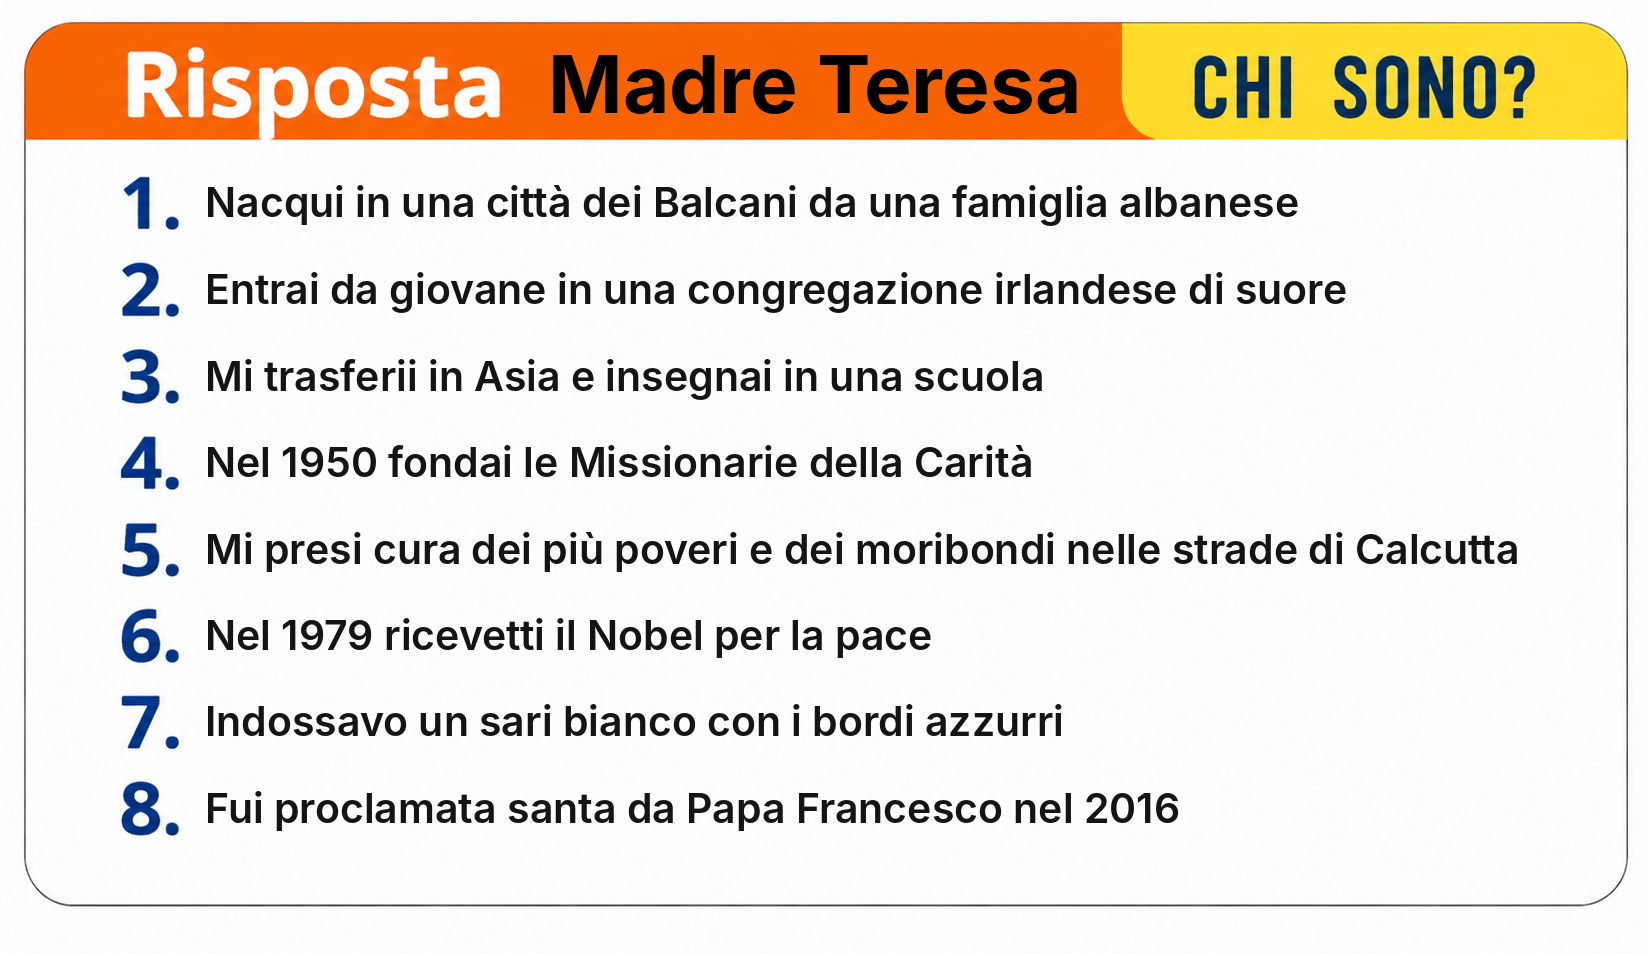 Risposta Madre Teresa CHI SONO?
1. Nacqui in una città dei Balcani da una famiglia albanese
2. Entrai da giovane in una congregazione irlandese di suore
3. Mi trasferii in Asia e insegnai in una scuola
4. Nel 1950 fondai le Missionarie della Carità
5. Mi presi cura dei più poveri e dei moribondi nelle strade di Calcutta
6. Nel 1979 ricevetti il Nobel per la pace
7. Indossavo un sari bianco con i bordi azzurri
8. Fui proclamata santa da Papa Francesco nel 2016